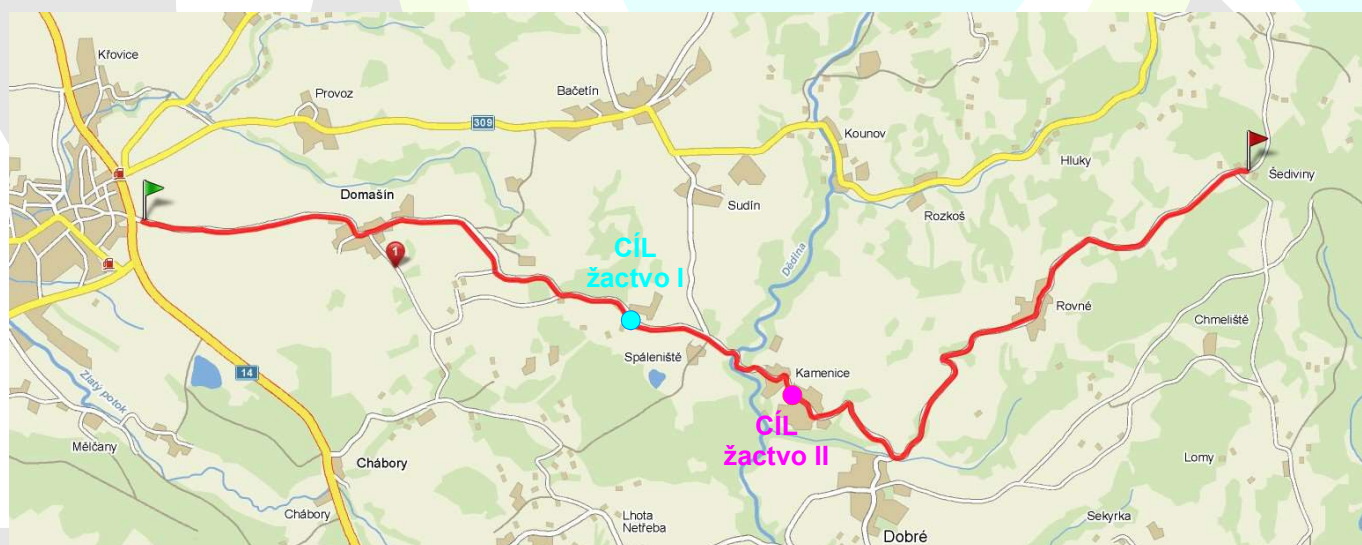 Křovice
Provoz
Bačetín
309
Kounov
Hluky
Šediviny
Domašín
Sudín
Rozkoš
CÍL
žactvo I
1
Dědina
Rovné
Chmeliště
Spáleniště
Kamenice
14
Zlatý potok
CÍL
žactvo II
Mělčany
Chábory
Lomy
Chábory
Lhota
Netřeba
Sekyrka
Dobré